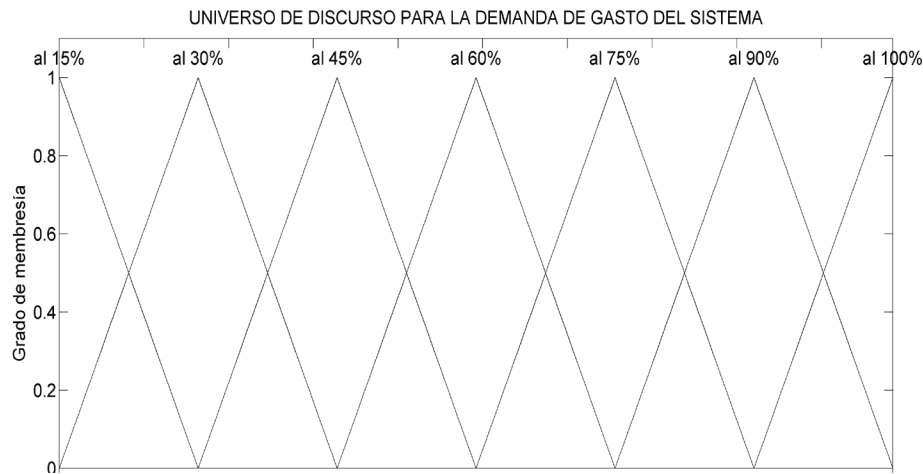 UNIVERSO DE DISCURSO PARA LA DEMANDA DE GASTO DEL SISTEMA
al 15% al 30% al 45% al 60% al 75% al 90% al 100%
1
0.8
0.6
0.4
0.2
0
Grado de membresía